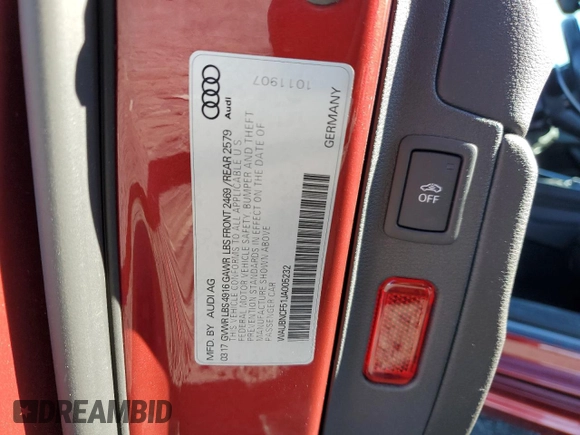 1011907
Audi
GERMANY
MFD. BY AUDI AG
03 17 GVWR LBS 4916 GAWR LBS FRONT 2469 / REAR 2579
THIS VEHICLE CONFORMS TO ALL APPLICABLE U S
FEDERAL MOTOR VEHICLE SAFETY, BUMPER AND THEFT
PREVENTION STANDARDS IN EFFECT ON THE DATE OF
MANUFACTURE SHOWN ABOVE
PASSENGER CAR
WAUBNCF51JA005232
OFF
DREAMBID